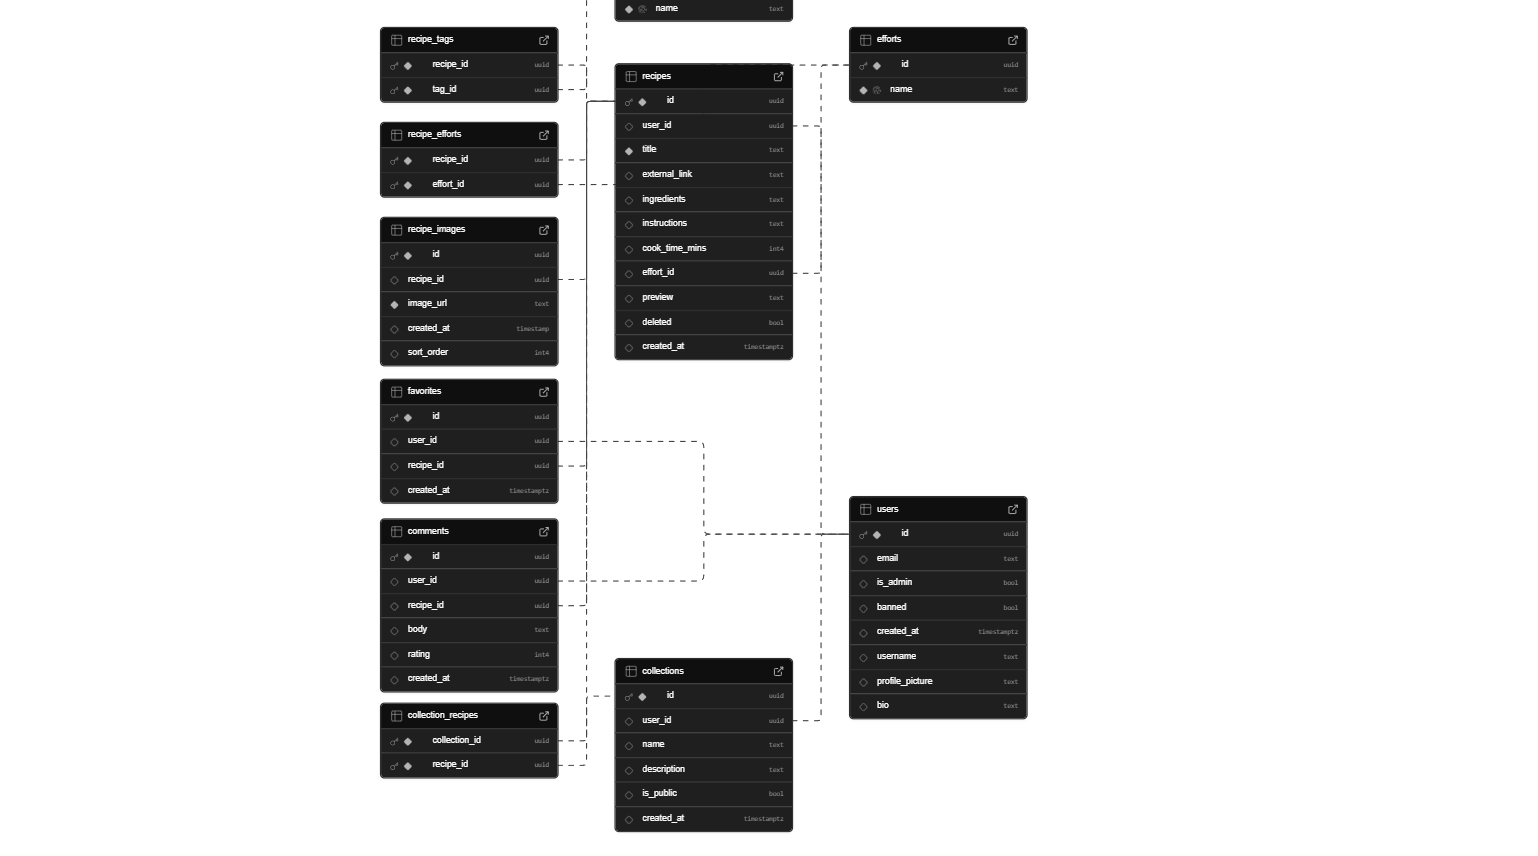 name text
recipe_tags
recipe_id uuid
tag_id uuid
recipe_efforts
recipe_id uuid
effort_id uuid
recipe_images
id uuid
recipe_id uuid
image_url text
created_at timestamp
sort_order int4
favorites
id uuid
user_id uuid
recipe_id uuid
created_at timestamptz
comments
id uuid
user_id uuid
recipe_id uuid
body text
rating int4
created_at timestamptz
collection_recipes
collection_id uuid
recipe_id uuid
recipes
id uuid
user_id uuid
title text
external_link text
ingredients text
instructions text
cook_time_mins int4
effort_id uuid
preview text
deleted bool
created_at timestamptz
collections
id uuid
user_id uuid
name text
description text
is_public bool
created_at timestamptz
efforts
id uuid
name text
users
id uuid
email text
is_admin bool
banned bool
created_at timestamptz
username text
profile_picture text
bio text